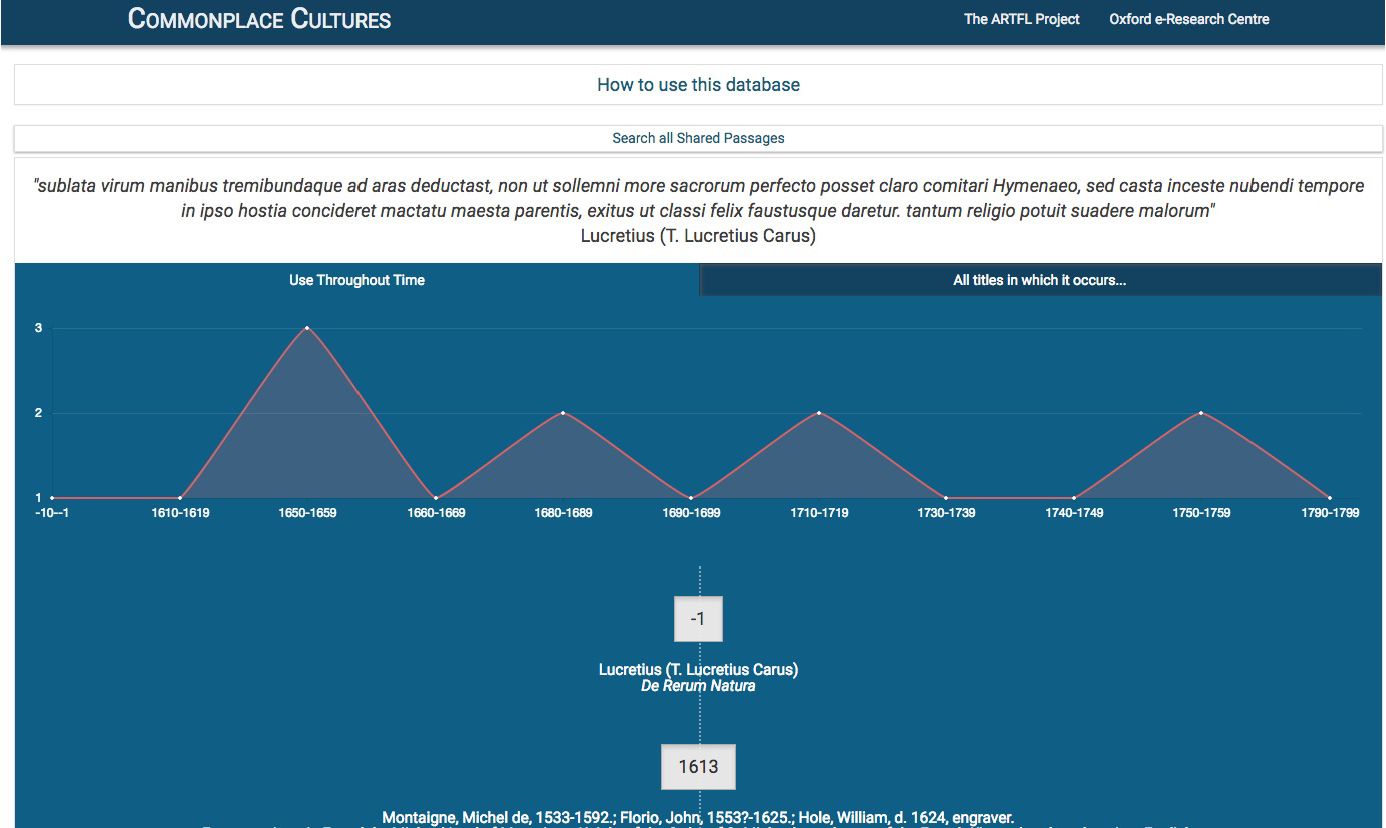 COMMONPLACE CULTURES
The ARTFL Project Oxford e-Research Centre
How to use this database
Search all Shared Passages
"sublata virum manibus tremibundaque ad aras deductast, non ut sollemni more sacrorum perfecto posset claro comitari Hymenaeo, sed casta inceste nubendi tempore
in ipso hostia concideret mactatu maesta parentis, exitus ut classi felix faustusque daretur. tantum religio potuit suadere malorum"
Lucretius (T. Lucretius Carus)
Use Throughout Time All titles in which it occurs...
3
2
1
-10--1 1610-1619 1650-1659 1660-1669 1680-1689 1690-1699 1710-1719 1730-1739 1740-1749 1750-1759 1790-1799
-1
Lucretius (T. Lucretius Carus)
De Rerum Natura
1613
Montaigne, Michel de, 1533-1592.; Florio, John, 1553?-1625.; Hole, William, d. 1624, engraver.